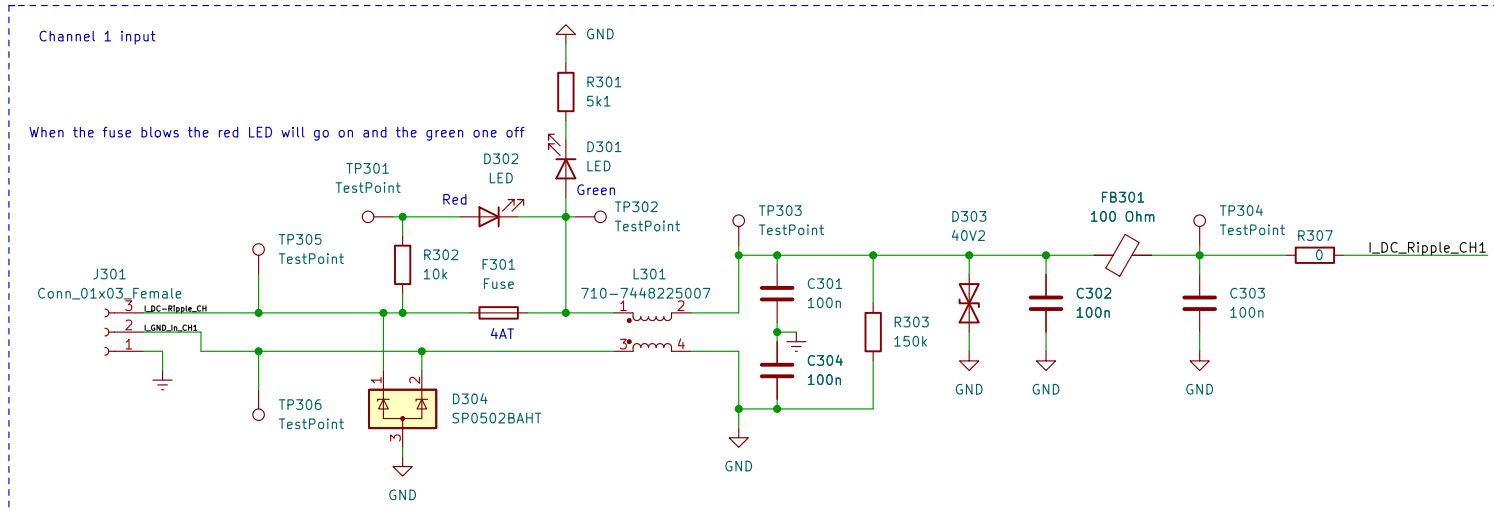 Channel 1 input
GND
R301
5k1
When the fuse blows the red LED will go on and the green one off
D301
LED
D302
LED
TP301
TestPoint
Red
Green
TP302
TestPoint
TP305
TestPoint
R302
10k
F301
Fuse
4AT
J301
Conn_01x03_Female
3
I_DC-Ripple_CH
2
I_GND_In_CH1
1
L301
710-7448225007
1
2
3
4
TP303
TestPoint
C301
100n
C304
100n
R303
150k
D303
40V2
GND
C302
100n
GND
FB301
100 Ohm
TP304
TestPoint
C303
100n
GND
R307
0
I_DC_Ripple_CH1
TP306
TestPoint
1
2
3
D304
SP0502BAHT
GND
GND